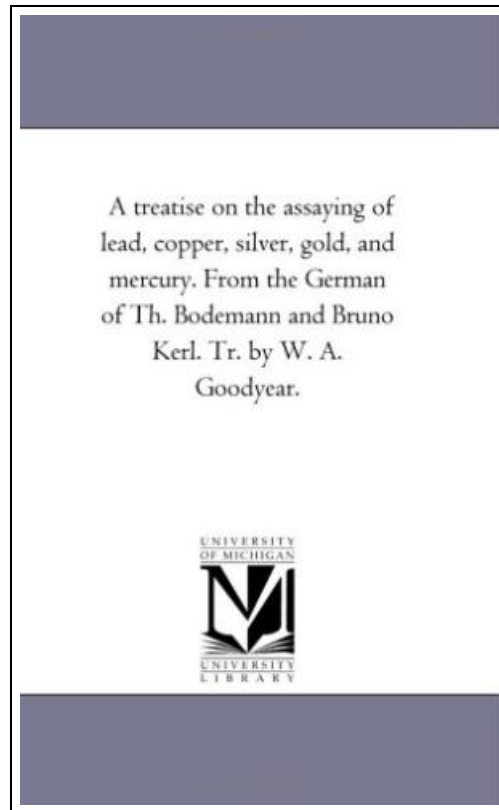 A treatise on the assaying of
lead, copper, silver, gold, and
mercury. From the German
of Th. Bodemann and Bruno
Kerl. Tr. by W. A.
Goodyear.
UNIVERSITY
OF MICHIGAN
UNIVERSITY
LIBRARY